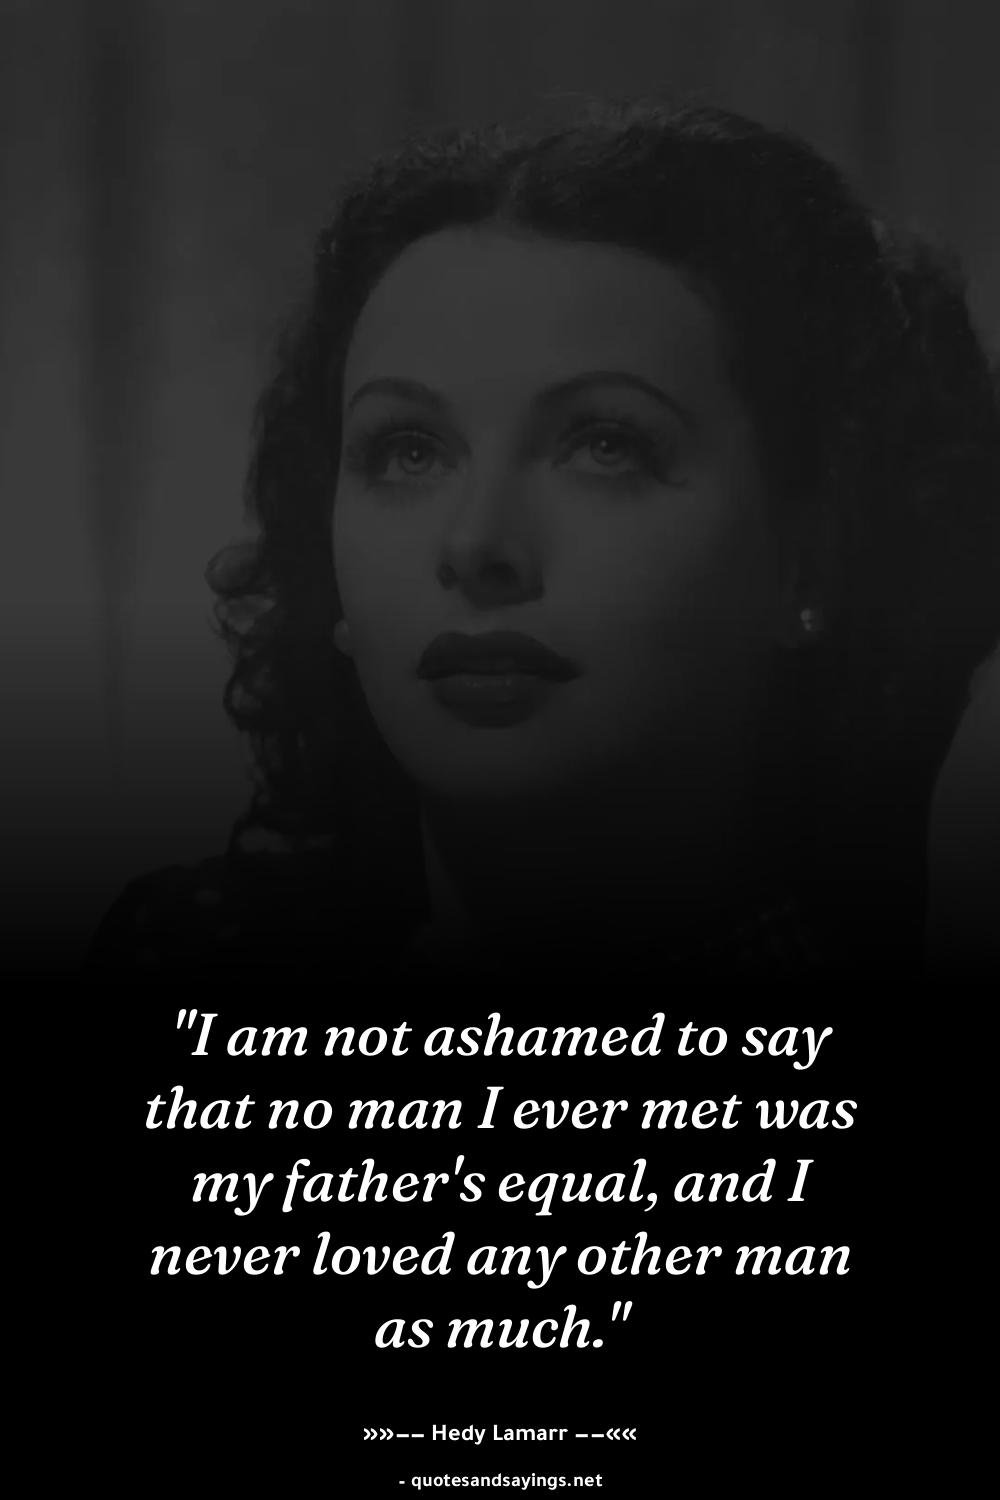 "I am not ashamed to say
that no man I ever met was
my father's equal, and I
never loved any other man
as much."
»»−− Hedy Lamarr −−««
- quotesandsayings.net